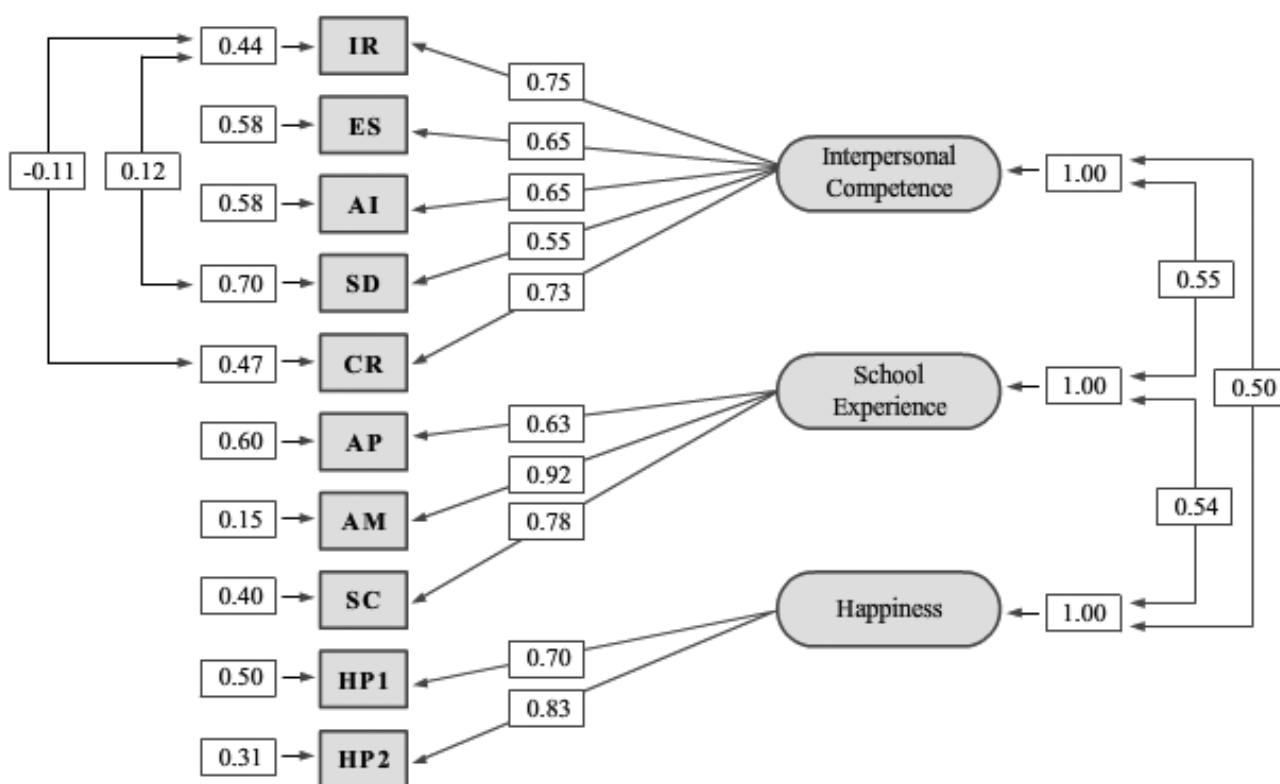 0.44
IR
0.75
0.58
ES
0.65
Interpersonal
Competence
1.00
-0.11
0.12
0.58
AI
0.65
0.55
0.70
SD
0.55
0.73
0.47
CR
School
Experience
1.00
0.50
0.60
AP
0.63
0.92
0.15
AM
0.78
0.54
0.40
SC
Happiness
1.00
0.50
HP1
0.70
0.83
0.31
HP2